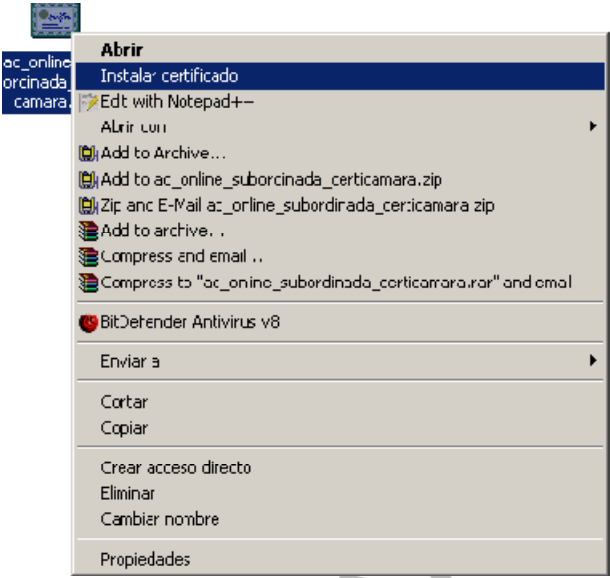 ac_online
orcinada_
camara.
Abrir
Instalar certificado
Edit with Notepad++
Abrir con
Add to Archive...
Add to ac_online_suborcinada_certicamara.zip
Zip and E-Mail ac_online_subordinada_certicamara zip
Add to archive...
Compress and email...
Compress to "ac_online_subordinada_certicamara.rar" and email
BitDefender Antivirus v8
Enviar a
Cortar
Copiar
Crear acceso directo
Eliminar
Cambiar nombre
Propiedades